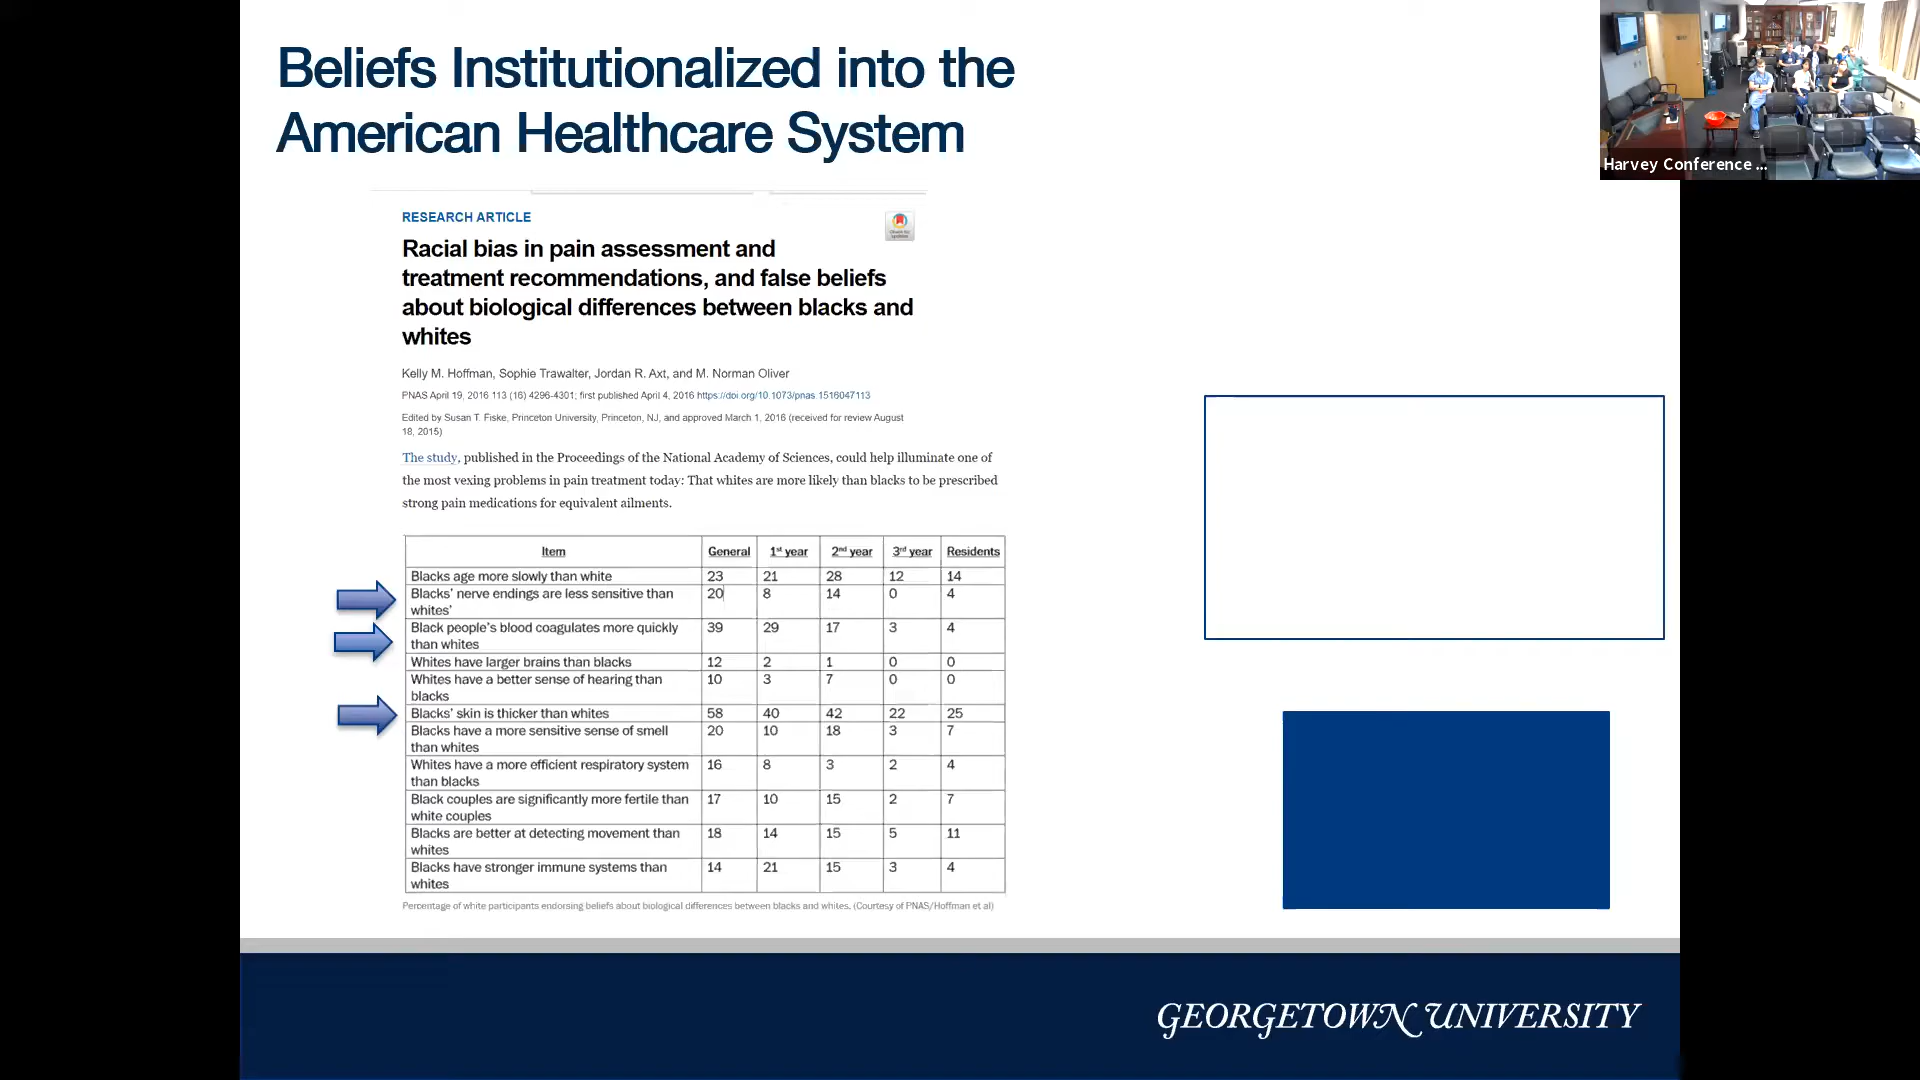 Beliefs Institutionalized into the
American Healthcare System
Harvey Conference ...
RESEARCH ARTICLE
Racial bias in pain assessment and
treatment recommendations, and false beliefs
about biological differences between blacks and
whites
Kelly M. Hoffman, Sophie Trawalter, Jordan R. Axt, and M. Norman Oliver
PNAS April 19, 2016 113 (16) 4296-4301; first published April 4, 2016 https://doi.org/10.1073/pnas.1516047113
Edited by Susan T. Fiske, Princeton University, Princeton, NJ, and approved March 1, 2016 (received for review August
18, 2015)
The study, published in the Proceedings of the National Academy of Sciences, could help illuminate one of
the most vexing problems in pain treatment today: That whites are more likely than blacks to be prescribed
strong pain medications for equivalent ailments.
Item General 1st year 2nd year 3rd year Residents
Blacks age more slowly than white 23 21 28 12 14
Blacks' nerve endings are less sensitive than 20 8 14 0 4
whites'
Black people's blood coagulates more quickly 39 29 17 3 4
than whites
Whites have larger brains than blacks 12 2 1 0 0
Whites have a better sense of hearing than 10 3 7 0 0
blacks
Blacks' skin is thicker than whites 58 40 42 22 25
Blacks have a more sensitive sense of smell 20 10 18 3 7
than whites
Whites have a more efficient respiratory system 16 8 3 2 4
than blacks
Black couples are significantly more fertile than 17 10 15 2 7
white couples
Blacks are better at detecting movement than 18 14 15 5 11
whites
Blacks have stronger immune systems than 14 21 15 3 4
whites
Percentage of white participants endorsing beliefs about biological differences between blacks and whites. (Courtesy of PNAS/Hoffman et al)
GEORGETOWN UNIVERSITY